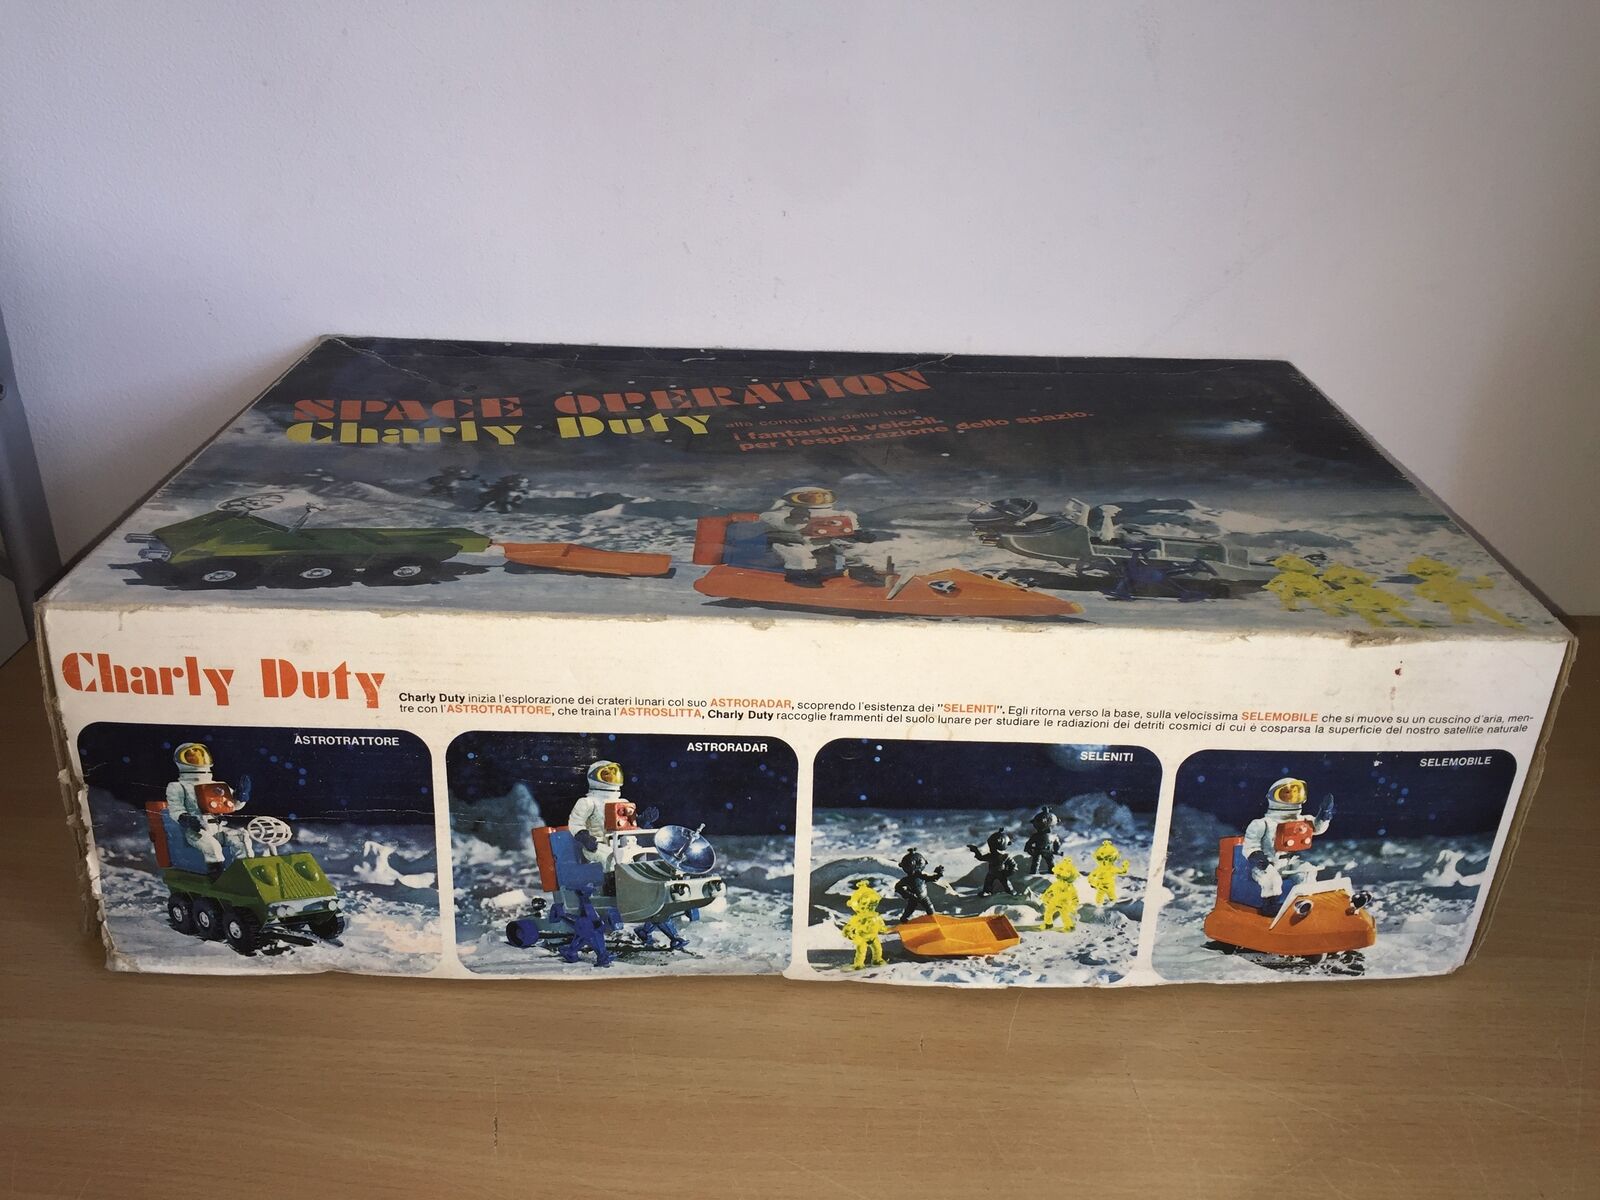 SPACE OPERATION
Charly Duty
alla conquista della luna
i fantastici veicoli
per l'esplorazione dello spazio.
Charly Duty
Charly Duty inizia l'esplorazione dei crateri lunari col suo ASTRORADAR, scoprendo l'esistenza dei "SELENITI". Egli ritorna verso la base, sulla velocissima SELEMOBILE che si muove su un cuscino d'aria, men-
tre con l'ASTROTRATTORE, che traina l'ASTROSLITTA, Charly Duty raccoglie frammenti del suolo lunare per studiare le radiazioni dei detriti cosmici di cui è cosparsa la superficie del nostro satellite naturale
ASTROTRATTORE
ASTRORADAR
SELENITI
SELEMOBILE